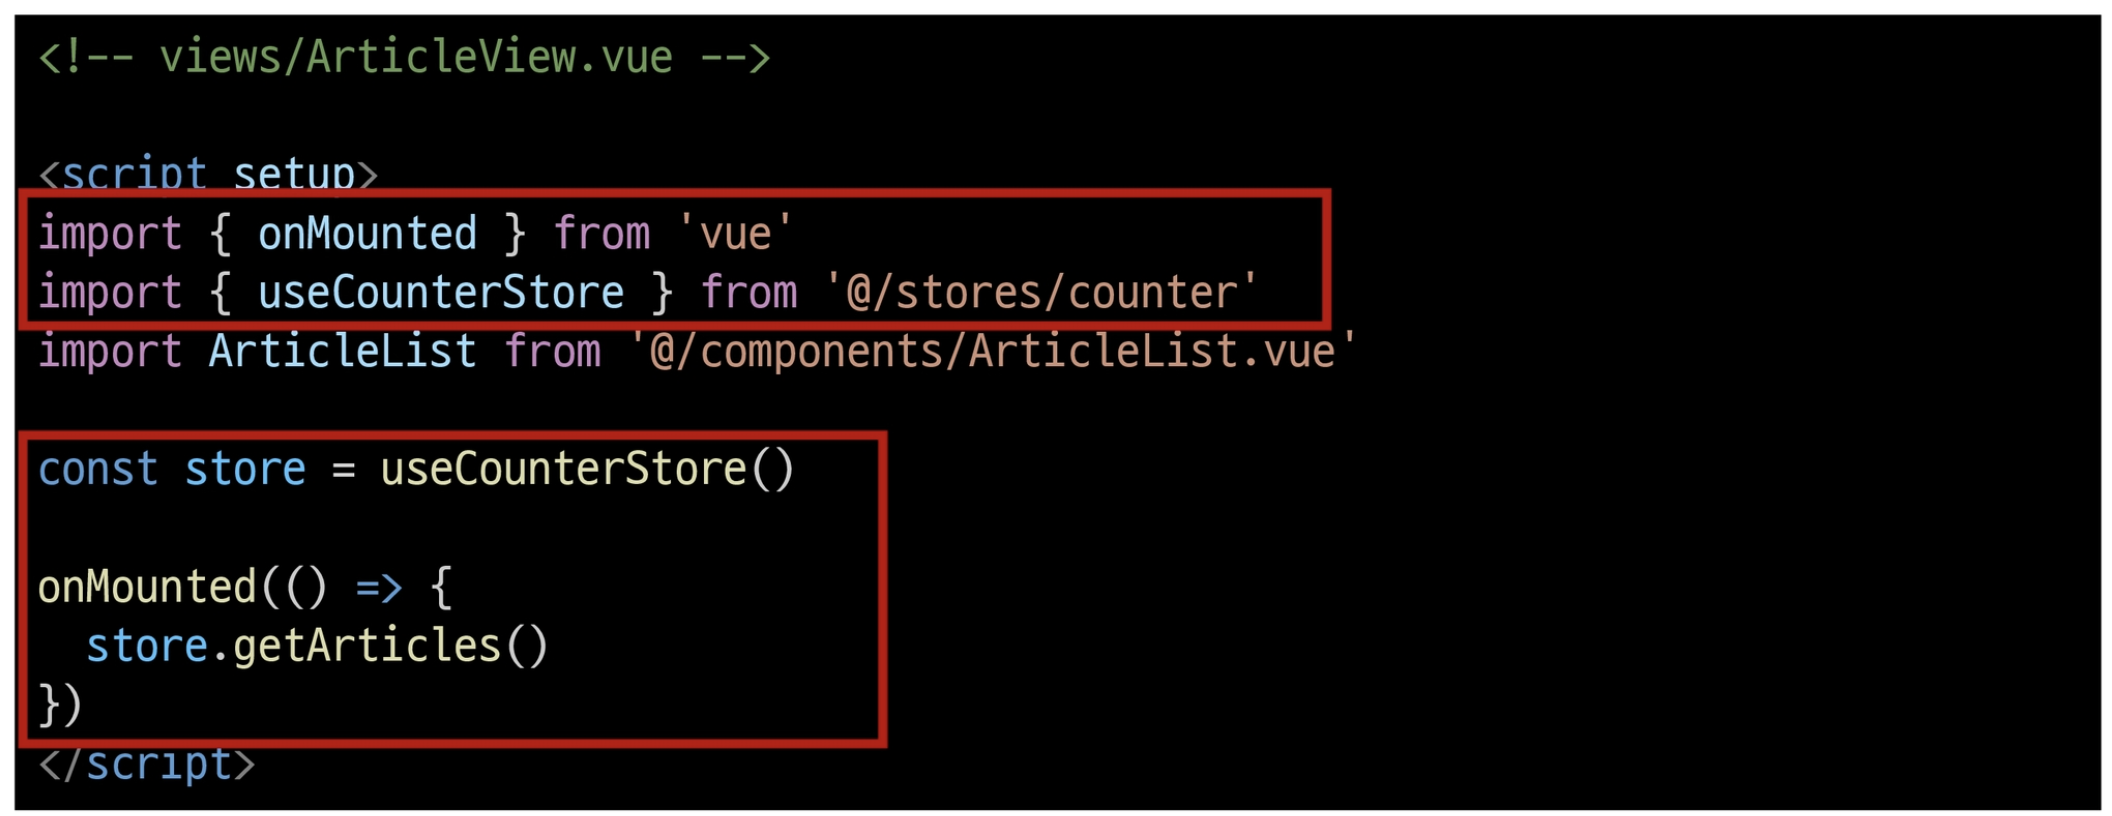 <!-- views/ArticleView.vue -->
<script setup>
import { onMounted } from 'vue'
import { useCounterStore } from '@/stores/counter'
import ArticleList from '@/components/ArticleList.vue'
const store = useCounterStore()
onMounted(() => {
  store.getArticles()
})
</script>